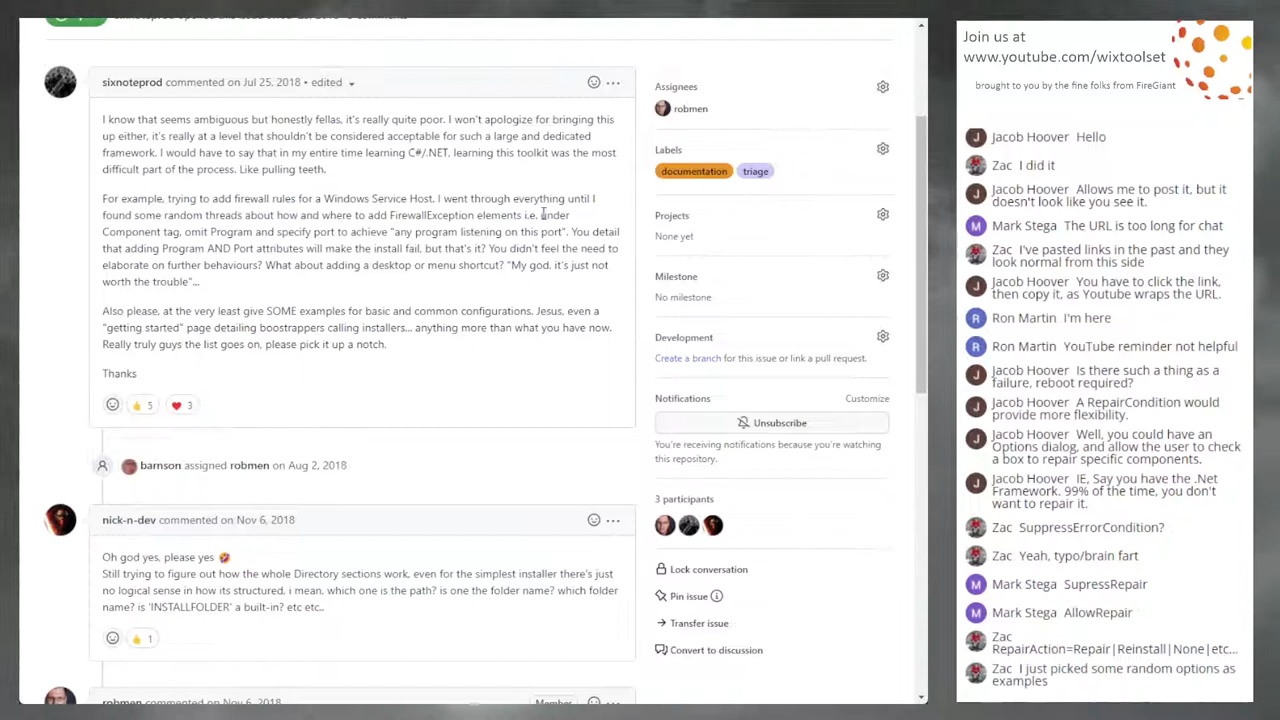 sixnoteprod commented on Jul 25, 2018 • edited
I know that seems ambiguous but honestly fellas, it's really quite poor. I won't apologize for bringing this
up either, it's really at a level that shouldn't be considered acceptable for such a large and dedicated
framework. I would have to say that in my entire time learning C#/.NET, learning this toolkit was the most
difficult part of the process. Like pulling teeth.
For example, trying to add firewall rules for a Windows Service Host. I went through everything until I
found some random threads about how and where to add FirewallException elements i.e. under
Component tag, omit Program and specify port to achieve "any program listening on this port". You detail
that adding Program AND Port attributes will make the install fail, but that's it? You didn't feel the need to
elaborate on further behaviours? What about adding a desktop or menu shortcut? "My god, it's just not
worth the trouble"...
Also please, at the very least give SOME examples for basic and common configurations. Jesus, even a
"getting started" page detailing boostrappers calling installers... anything more than what you have now.
Really truly guys the list goes on, please pick it up a notch.
Thanks
5
3
barnson assigned robmen on Aug 2, 2018
nick-n-dev commented on Nov 6, 2018
Oh god yes, please yes
Still trying to figure out how the whole Directory sections work, even for the simplest installer there's just
no logical sense in how its structured, i mean, which one is the path? is one the folder name? which folder
name? is 'INSTALLFOLDER' a built-in? etc etc..
1
robmen commented on Nov 6, 2018
Member
Assignees
robmen
Labels
documentation triage
Projects
None yet
Milestone
No milestone
Development
Create a branch for this issue or link a pull request.
Notifications Customize
Unsubscribe
You're receiving notifications because you're watching
this repository.
3 participants
Lock conversation
Pin issue
Transfer issue
Convert to discussion
Join us at
www.youtube.com/wixtoolset
brought to you by the fine folks from FireGiant
J Jacob Hoover Hello
Zac I did it
J Jacob Hoover Allows me to post it, but it
doesn't look like you see it.
M Mark Stega The URL is too long for chat
Zac I've pasted links in the past and they
look normal from this side
J Jacob Hoover You have to click the link,
then copy it, as Youtube wraps the URL.
R Ron Martin I'm here
R Ron Martin YouTube reminder not helpful
J Jacob Hoover Is there such a thing as a
failure, reboot required?
J Jacob Hoover A RepairCondition would
provide more flexibility.
J Jacob Hoover Well, you could have an
Options dialog, and allow the user to check
a box to repair specific components.
J Jacob Hoover IE, Say you have the .Net
Framework. 99% of the time, you don't
want to repair it.
Zac SuppressErrorCondition?
Zac Yeah, typo/brain fart
M Mark Stega SupressRepair
M Mark Stega AllowRepair
Zac
RepairAction=Repair|Reinstall|None|etc...
Zac I just picked some random options as
examples